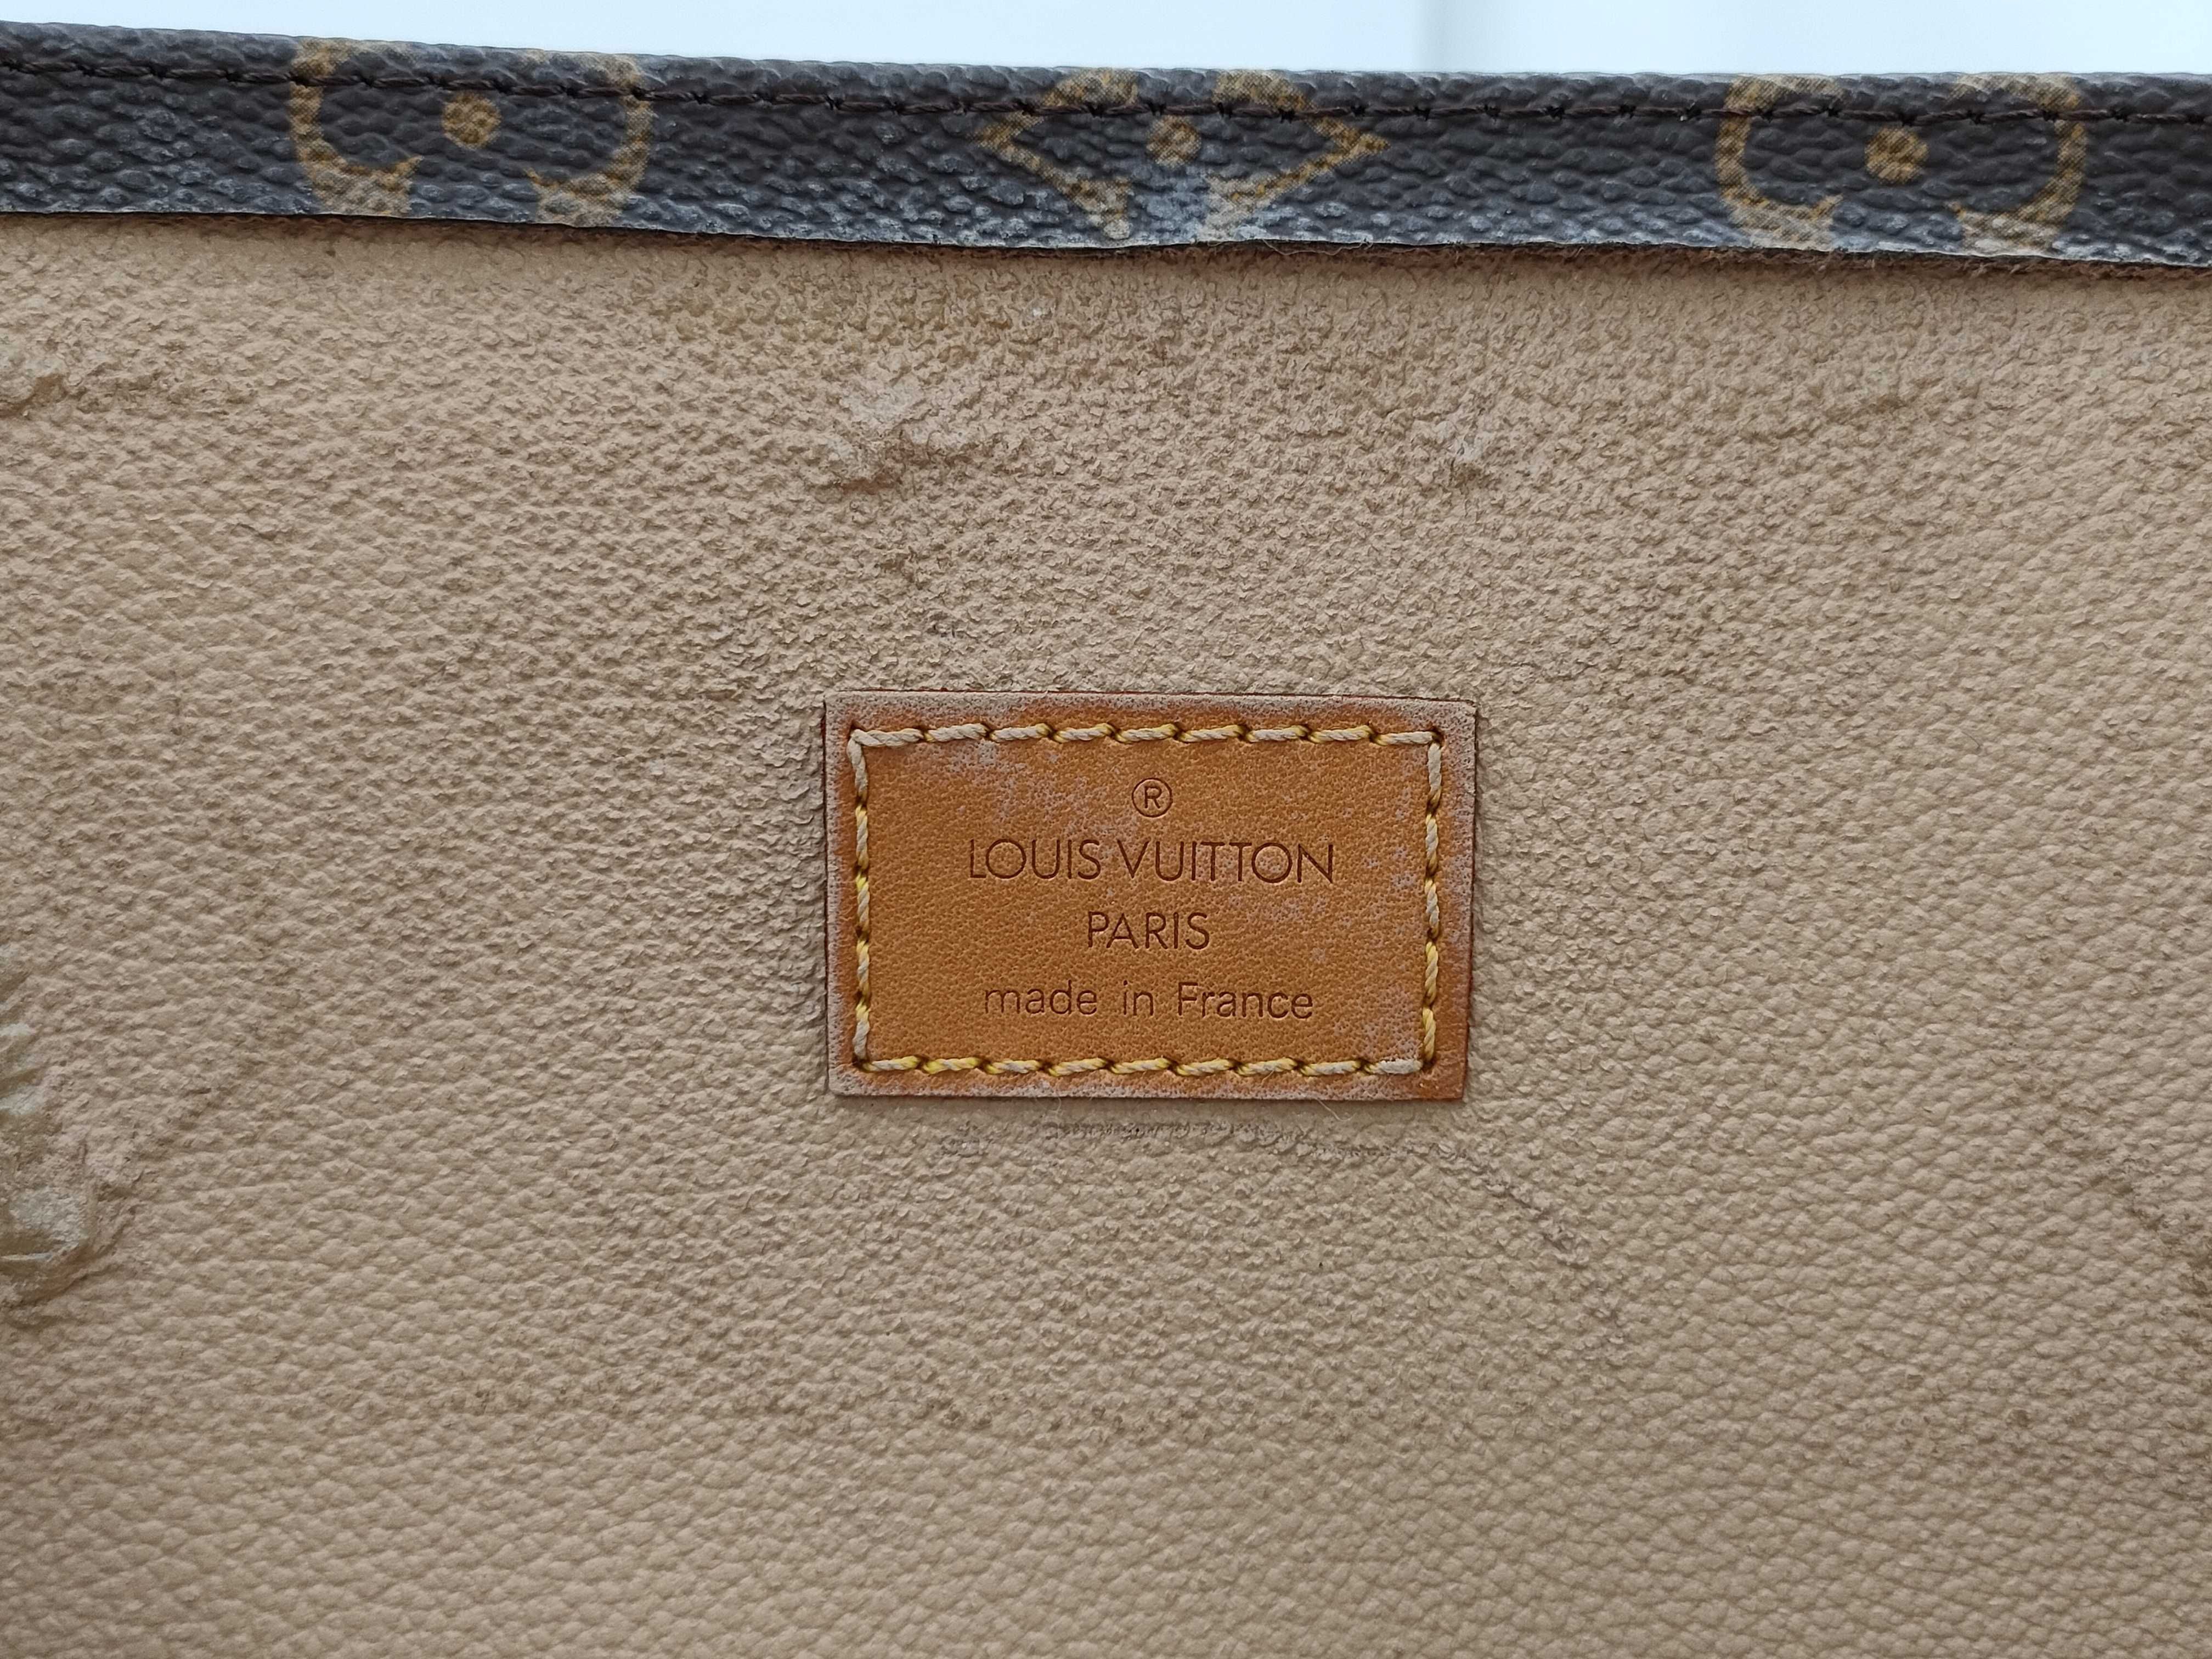 ®
LOUIS VUITTON
PARIS
made in France